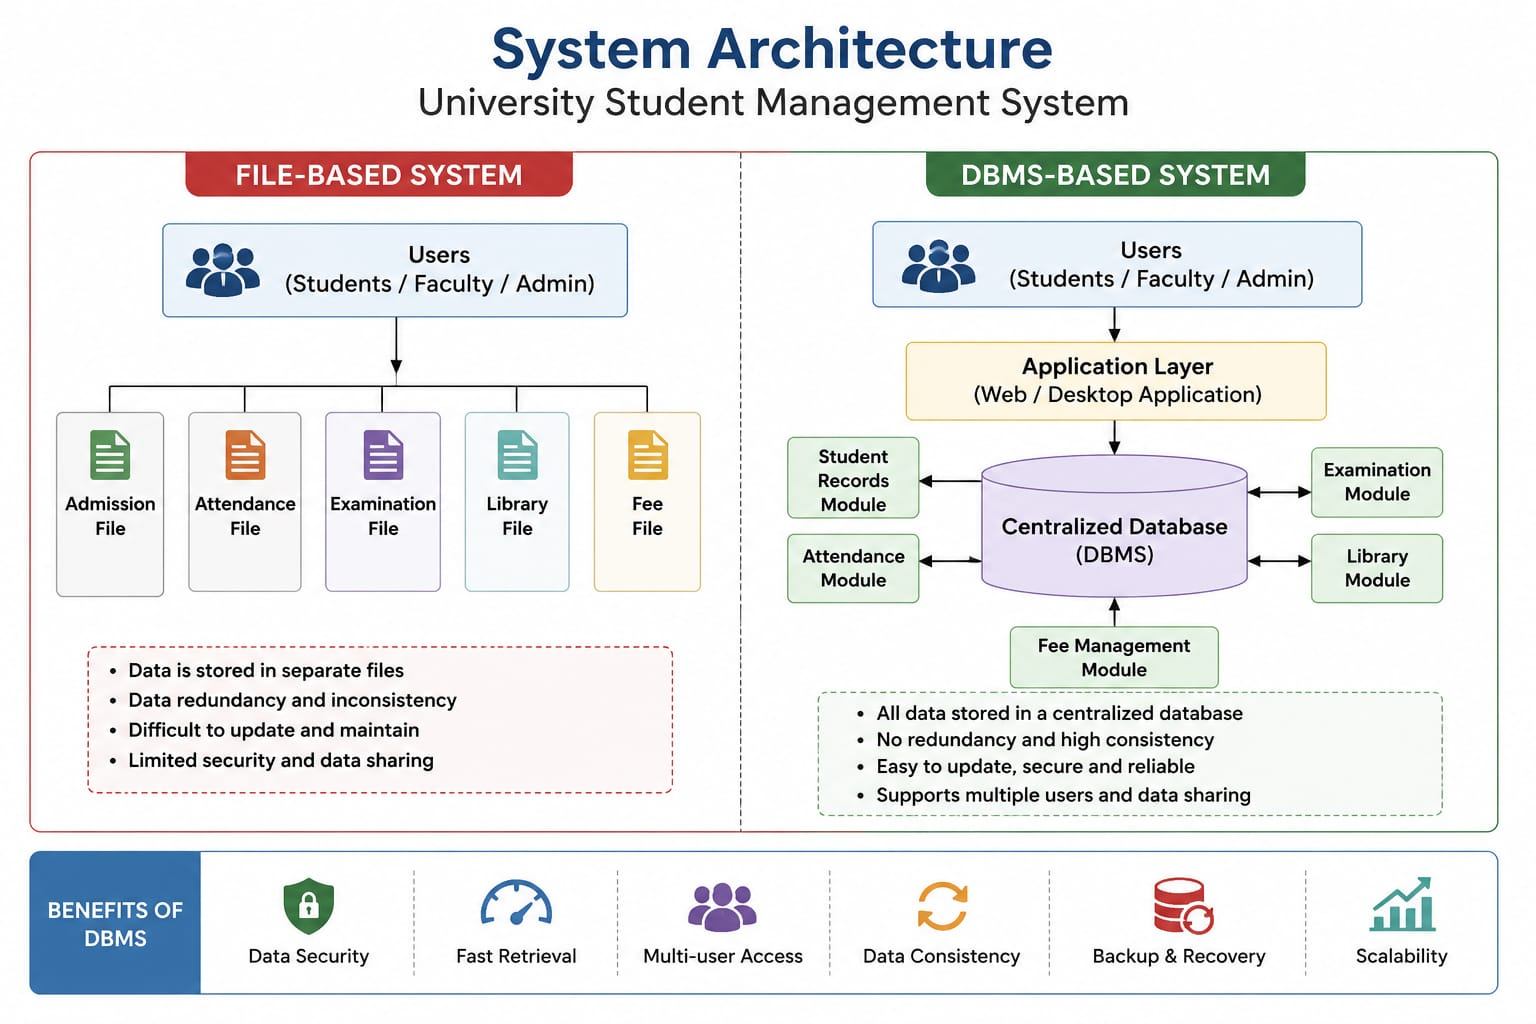 System Architecture
University Student Management System
FILE-BASED SYSTEM
Users
(Students / Faculty / Admin)
Admission
File
Attendance
File
Examination
File
Library
File
Fee
File
• Data is stored in separate files
• Data redundancy and inconsistency
• Difficult to update and maintain
• Limited security and data sharing
DBMS-BASED SYSTEM
Users
(Students / Faculty / Admin)
Application Layer
(Web / Desktop Application)
Student
Records
Module
Attendance
Module
Centralized Database
(DBMS)
Examination
Module
Library
Module
Fee Management
Module
• All data stored in a centralized database
• No redundancy and high consistency
• Easy to update, secure and reliable
• Supports multiple users and data sharing
BENEFITS OF
DBMS
Data Security
Fast Retrieval
Multi-user Access
Data Consistency
Backup & Recovery
Scalability